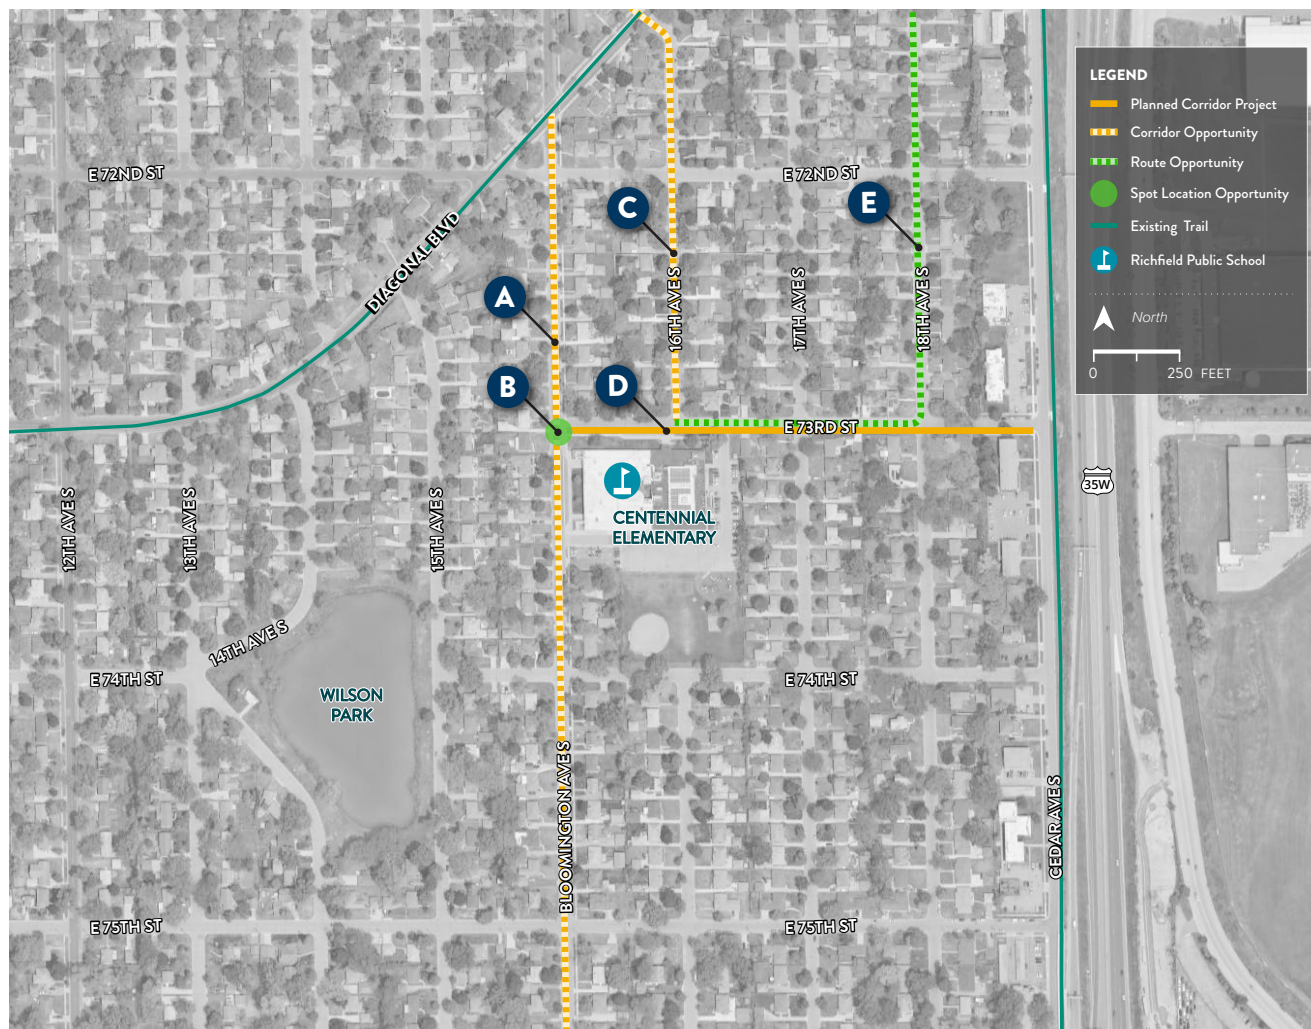 LEGEND
Planned Corridor Project
Corridor Opportunity
Route Opportunity
Spot Location Opportunity
Existing Trail
Richfield Public School
North
0 250 FEET
E 72ND ST
E 72ND ST
DIAGONAL BLVD
A
B
C
D
E
16TH AVE S
17TH AVE S
18TH AVE S
E 73RD ST
35W
CENTENNIAL
ELEMENTARY
12TH AVE S
13TH AVE S
15TH AVE S
14TH AVE S
E 74TH ST
E 74TH ST
WILSON
PARK
BLOOMINGTON AVE S
CEDAR AVE S
E 75TH ST
E 75TH ST